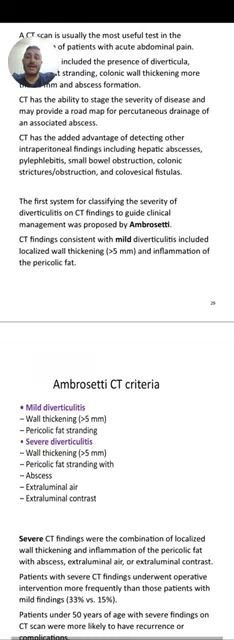 A CT scan is usually the most useful test in the
of patients with acute abdominal pain.
included the presence of diverticula,
stranding, colonic wall thickening more
mm and abscess formation.
CT has the ability to stage the severity of disease and
may provide a road map for percutaneous drainage of
an associated abscess.
CT has the added advantage of detecting other
intraperitoneal findings including hepatic abscesses,
pylephlebitis, small bowel obstruction, colonic
strictures/obstruction, and colovesical fistulas.
The first system for classifying the severity of
diverticulitis on CT findings to guide clinical
management was proposed by Ambrosetti.
CT findings consistent with mild diverticulitis included
localized wall thickening (>5 mm) and inflammation of
the pericolic fat.
29
Ambrosetti CT criteria
• Mild diverticulitis
– Wall thickening (>5 mm)
– Pericolic fat stranding
• Severe diverticulitis
– Wall thickening (>5 mm)
– Pericolic fat stranding with
– Abscess
– Extraluminal air
– Extraluminal contrast
Severe CT findings were the combination of localized
wall thickening and inflammation of the pericolic fat
with abscess, extraluminal air, or extraluminal contrast.
Patients with severe CT findings underwent operative
intervention more frequently than those patients with
mild findings (33% vs. 15%).
Patients under 50 years of age with severe findings on
CT scan were more likely to have recurrence or
complications